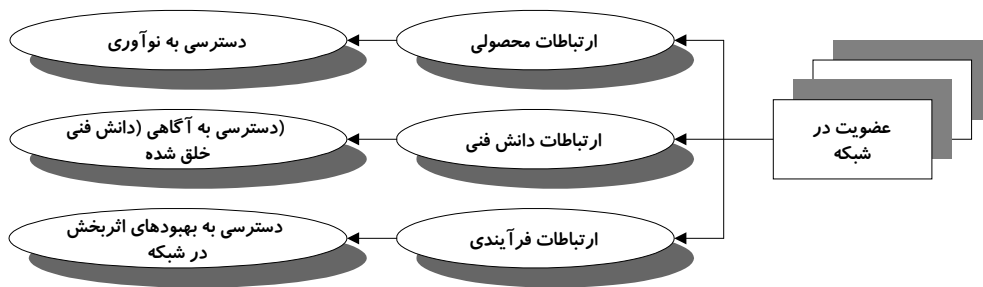 عضویت در
شبکه
ارتباطات محصولی
دسترسی به نوآوری
ارتباطات دانش فنی
(دسترسی به آگاهی (دانش فنی
خلق شده
ارتباطات فرآیندی
دسترسی به بهبودهای اثربخش
در شبکه